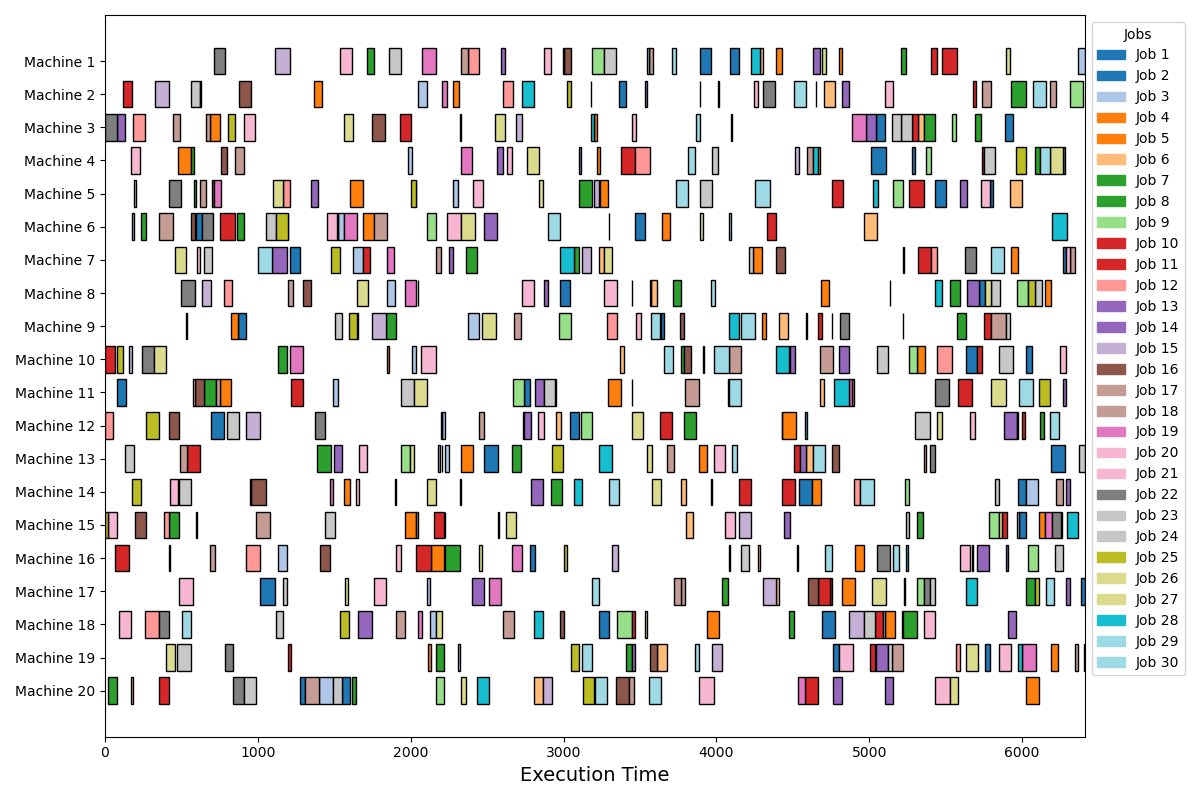 Machine 1
Machine 2
Machine 3
Machine 4
Machine 5
Machine 6
Machine 7
Machine 8
Machine 9
Machine 10
Machine 11
Machine 12
Machine 13
Machine 14
Machine 15
Machine 16
Machine 17
Machine 18
Machine 19
Machine 20
0 1000 2000 3000 4000 5000 6000
Execution Time
Jobs
Job 1
Job 2
Job 3
Job 4
Job 5
Job 6
Job 7
Job 8
Job 9
Job 10
Job 11
Job 12
Job 13
Job 14
Job 15
Job 16
Job 17
Job 18
Job 19
Job 20
Job 21
Job 22
Job 23
Job 24
Job 25
Job 26
Job 27
Job 28
Job 29
Job 30